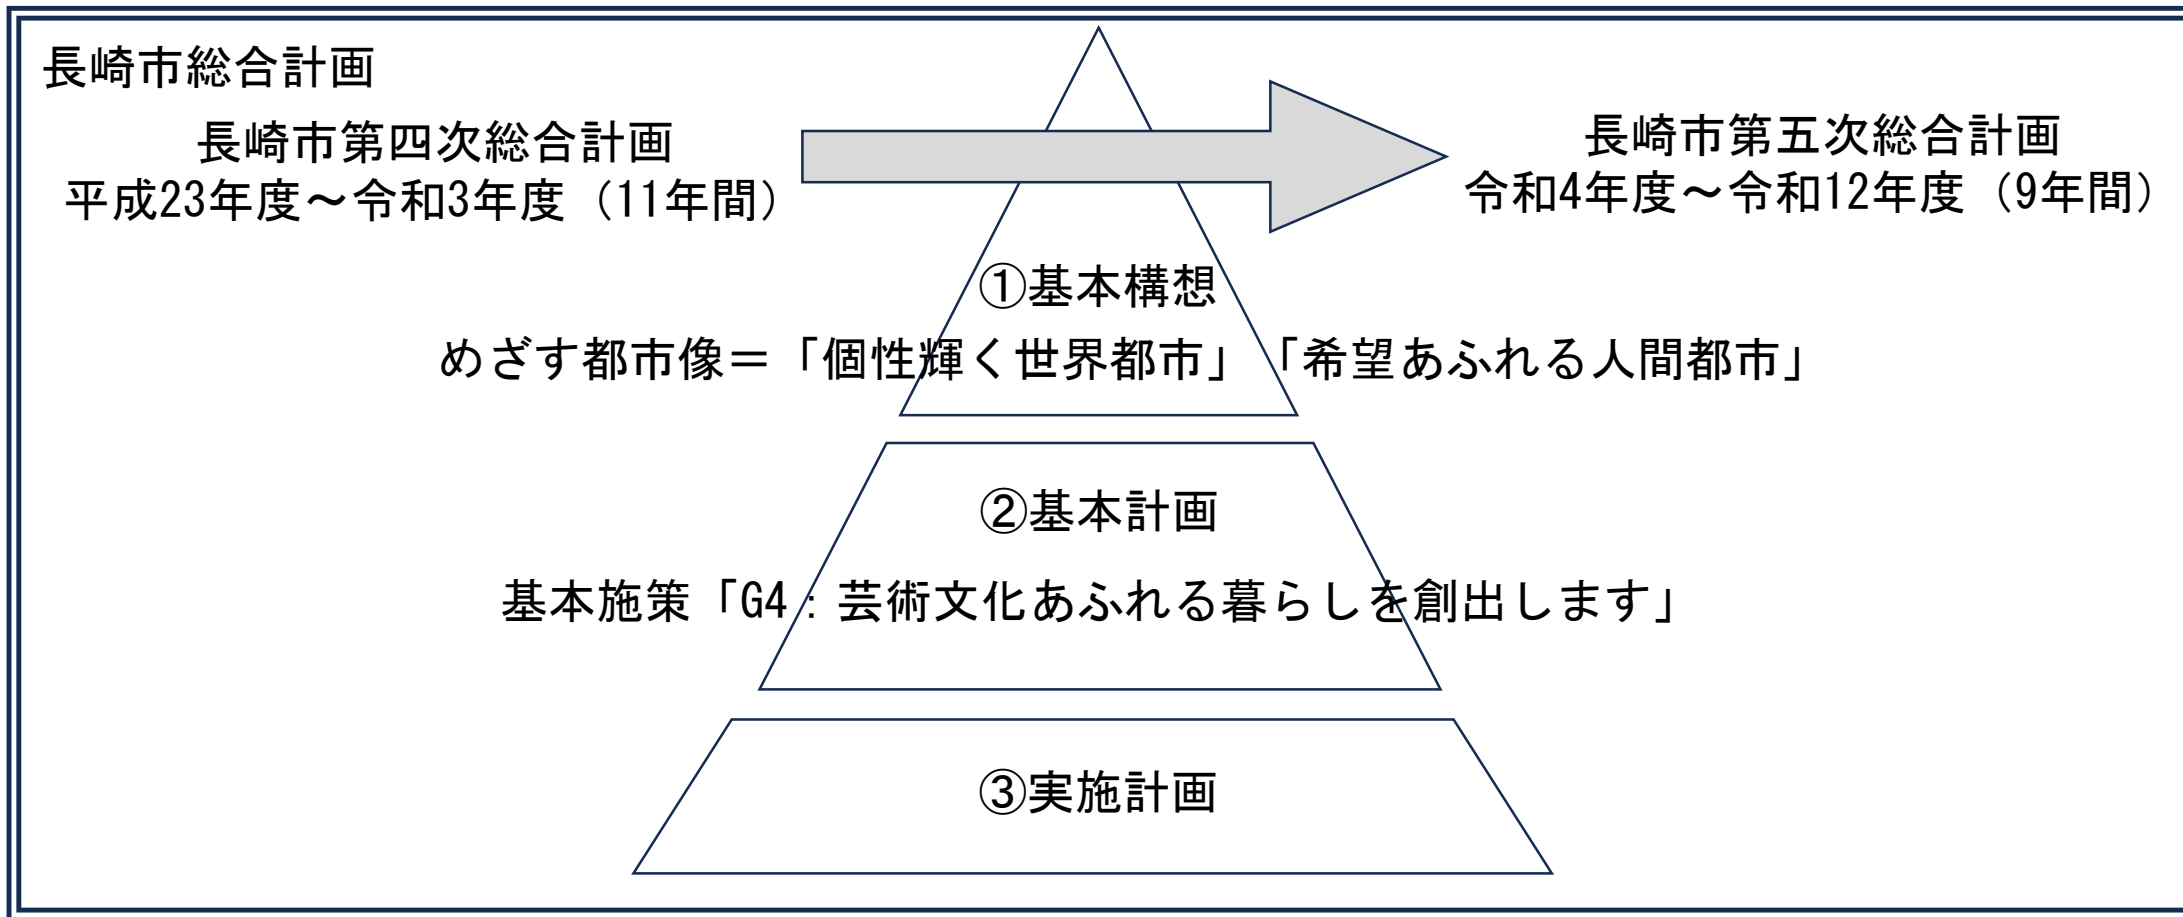 長崎市総合計画
長崎市第四次総合計画
平成23年度～令和3年度（11年間）
長崎市第五次総合計画
令和4年度～令和12年度（9年間）
①基本構想
めざす都市像＝「個性輝く世界都市」「希望あふれる人間都市」
②基本計画
基本施策「G4：芸術文化あふれる暮らしを創出します」
③実施計画